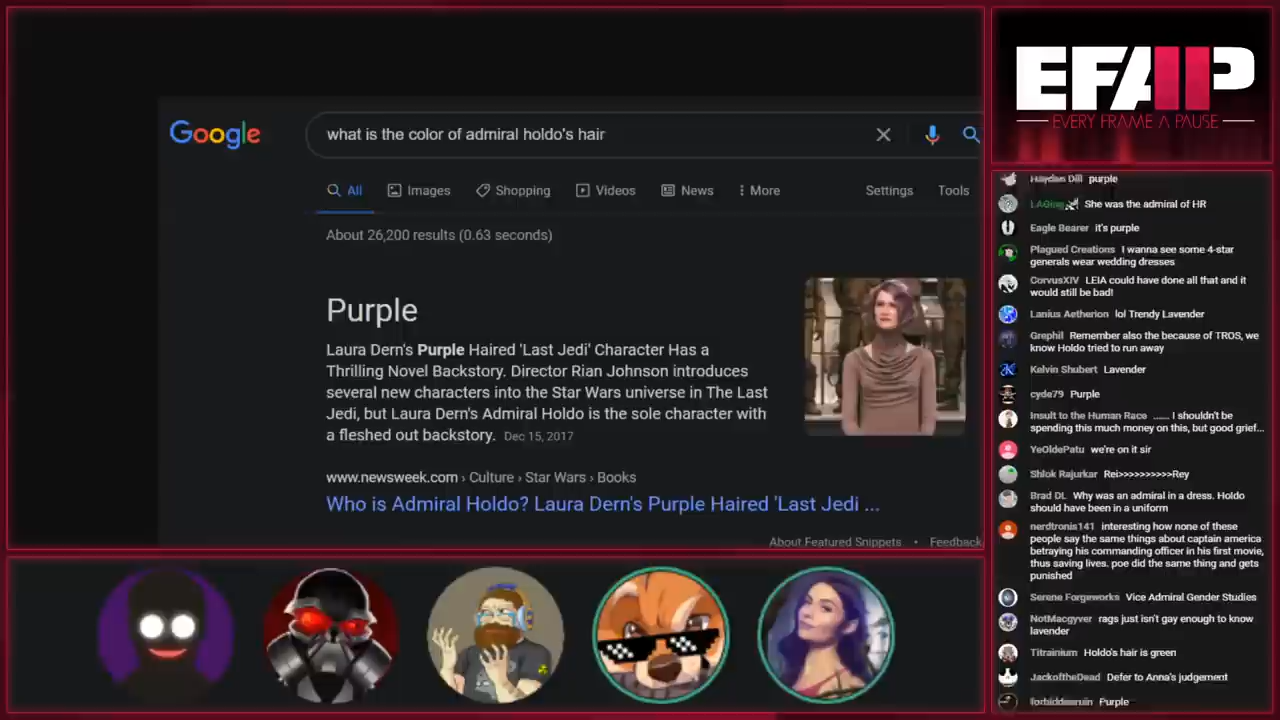 Google
what is the color of admiral holdo's hair
All
Images
Shopping
Videos
News
More
Settings
Tools
About 26,200 results (0.63 seconds)
Purple
Laura Dern's Purple Haired 'Last Jedi' Character Has a
Thrilling Novel Backstory. Director Rian Johnson introduces
several new characters into the Star Wars universe in The Last
Jedi, but Laura Dern's Admiral Holdo is the sole character with
a fleshed out backstory. Dec 15, 2017
www.newsweek.com › Culture › Star Wars › Books
Who is Admiral Holdo? Laura Dern's Purple Haired 'Last Jedi ...
About Featured Snippets • Feedback
EFAP
EVERY FRAME A PAUSE
Hayden Dill purple
LAGing She was the admiral of HR
Eagle Bearer it's purple
Plagued Creations I wanna see some 4-star
generals wear wedding dresses
CorvusXIV LEIA could have done all that and it
would still be bad!
Lanius Aetherion lol Trendy Lavender
Grephil Remember also the because of TROS, we
know Holdo tried to run away
Kelvin Shubert Lavender
cyde79 Purple
Insult to the Human Race ...... I shouldn't be
spending this much money on this, but good grief...
YeOldePatu we're on it sir
Shlok Rajurkar Rei>>>>>>>>>>Rey
Brad DL Why was an admiral in a dress. Holdo
should have been in a uniform
nerdtronis141 interesting how none of these
people say the same things about captain america
betraying his commanding officer in his first movie,
thus saving lives. poe did the same thing and gets
punished
Serene Forgeworks Vice Admiral Gender Studies
NotMacgyver rags just isn't gay enough to know
lavender
Titrainium Holdo's hair is green
JackoftheDead Defer to Anna's judgement
forbiddenruin Purple